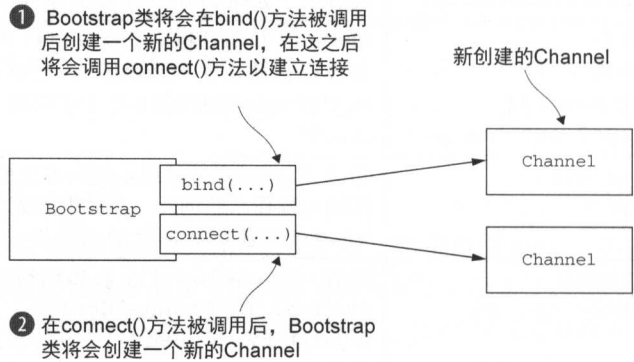 ❶ Bootstrap类将会在bind()方法被调用
后创建一个新的Channel，在这之后
将会调用connect()方法以建立连接
新创建的Channel
Bootstrap
bind(...)
connect(...)
Channel
Channel
❷ 在connect()方法被调用后，Bootstrap
类将会创建一个新的Channel